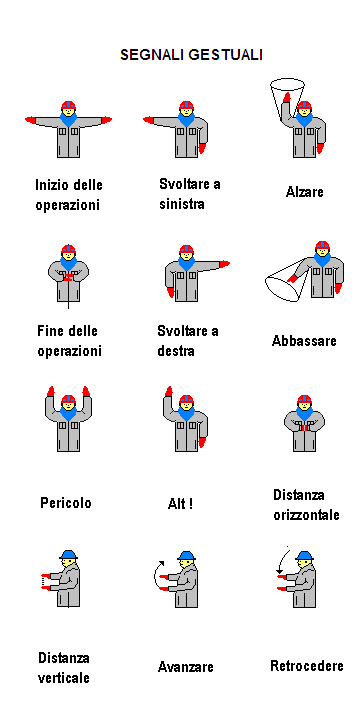 SEGNALI GESTUALI
Inizio delle
operazioni
Svoltare a
sinistra
Alzare
Fine delle
operazioni
Svoltare a
destra
Abbassare
Pericolo
Alt !
Distanza
orizzontale
Distanza
verticale
Avanzare
Retrocedere